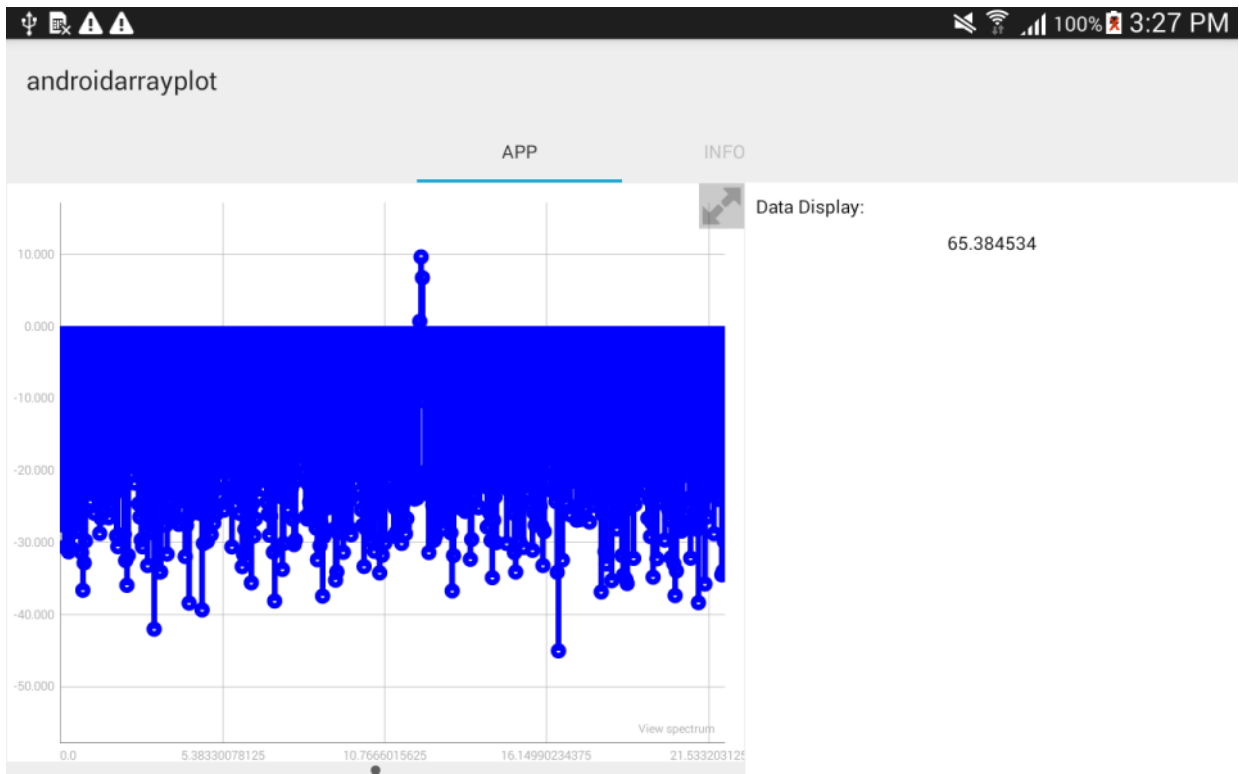 100% 3:27 PM
androidarrayplot
APP INFO
Data Display:
65.384534
10.000
0.000
-10.000
-20.000
-30.000
-40.000
-50.000
View spectrum
0.0 5.38330078125 10.7666015625 16.14990234375 21.533203125